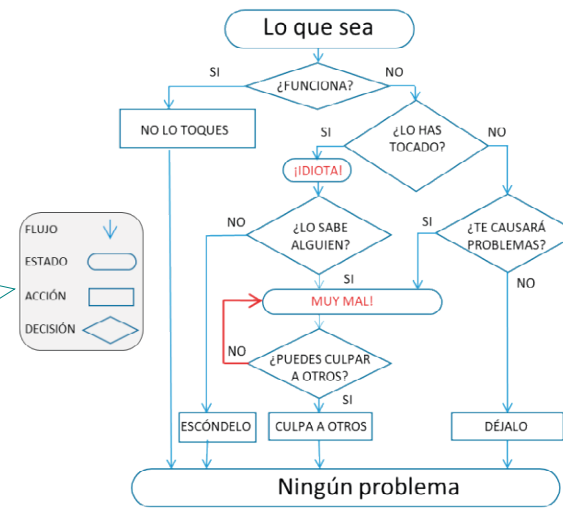 Lo que sea
SI
¿FUNCIONA?
NO
NO LO TOQUES
SI
¿LO HAS
TOCADO?
NO
¡IDIOTA!
NO
¿LO SABE
ALGUIEN?
SI
SI
¿TE CAUSARÁ
PROBLEMAS?
NO
MUY MAL!
NO
¿PUEDES CULPAR
A OTROS?
SI
ESCÓNDELO
CULPA A OTROS
DÉJALO
Ningún problema
FLUJO
ESTADO
ACCIÓN
DECISIÓN